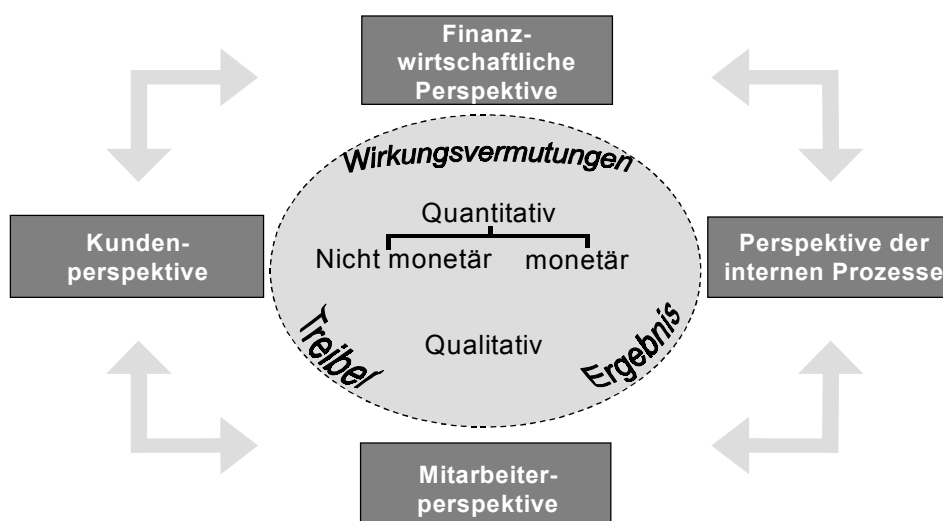 Finanz-
wirtschaftliche
Perspektive
Wirkungsvermutungen
Quantitativ
Nicht monetär monetär
Kunden-
perspektive
Perspektive der
internen Prozesse
Treiber
Qualitativ
Ergebnis
Mitarbeiter-
perspektive